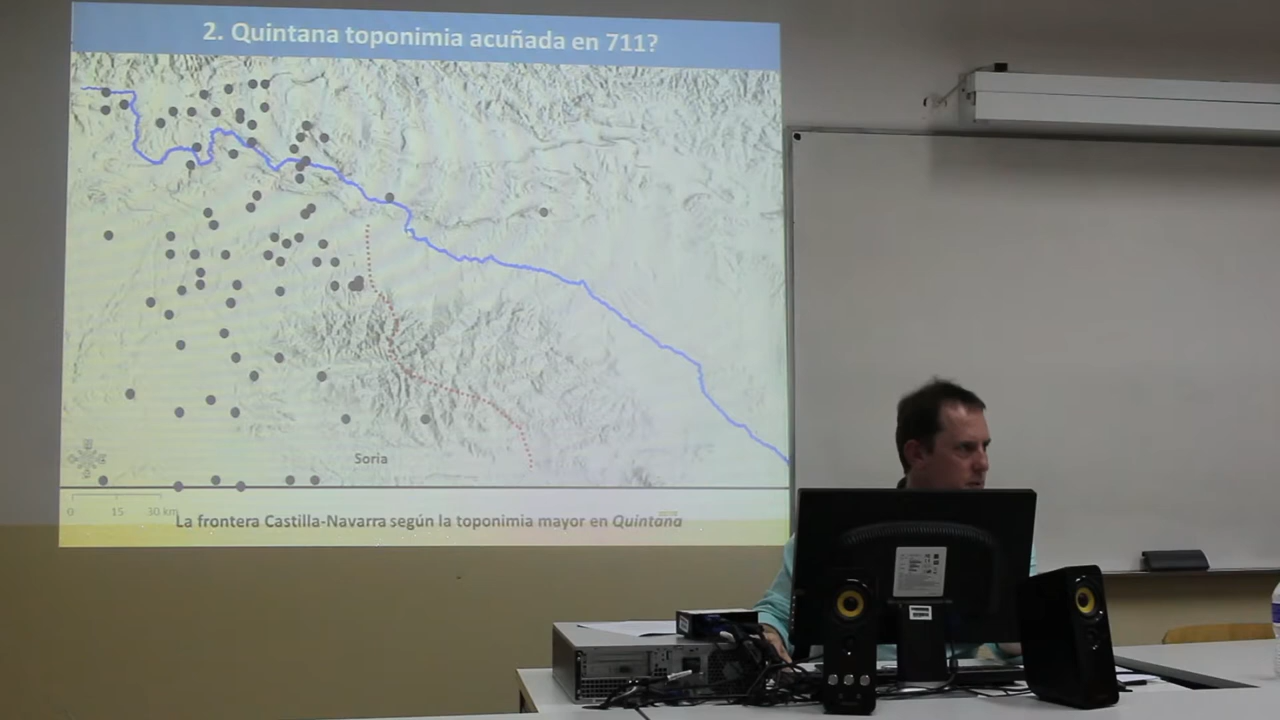 2. Quintana toponimia acuñada en 711?
Soria
0 15 30 km
La frontera Castilla-Navarra según la toponimia mayor en Quintana